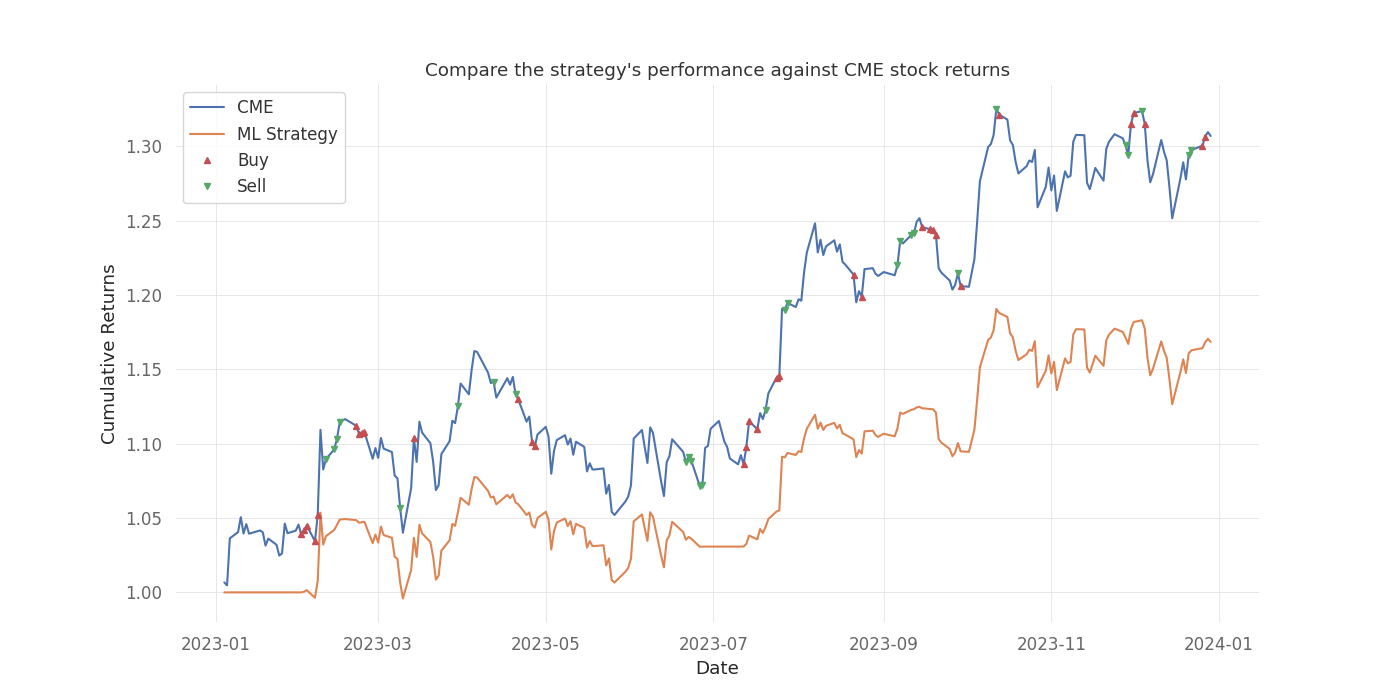 Compare the strategy's performance against CME stock returns
CME
ML Strategy
Buy
Sell
Cumulative Returns
1.30
1.25
1.20
1.15
1.10
1.05
1.00
2023-01
2023-03
2023-05
2023-07
2023-09
2023-11
2024-01
Date